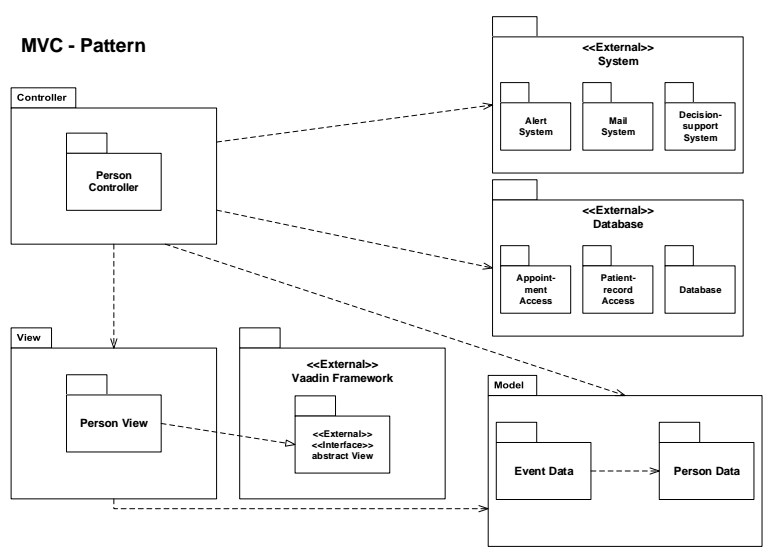 MVC - Pattern
<<External>>
System
Alert
System
Mail
System
Decision-
support
System
Controller
Person
Controller
<<External>>
Database
Appoint-
ment
Access
Patient-
record
Access
Database
View
Person View
<<External>>
Vaadin Framework
<<External>>
<<Interface>>
abstract View
Model
Event Data
Person Data